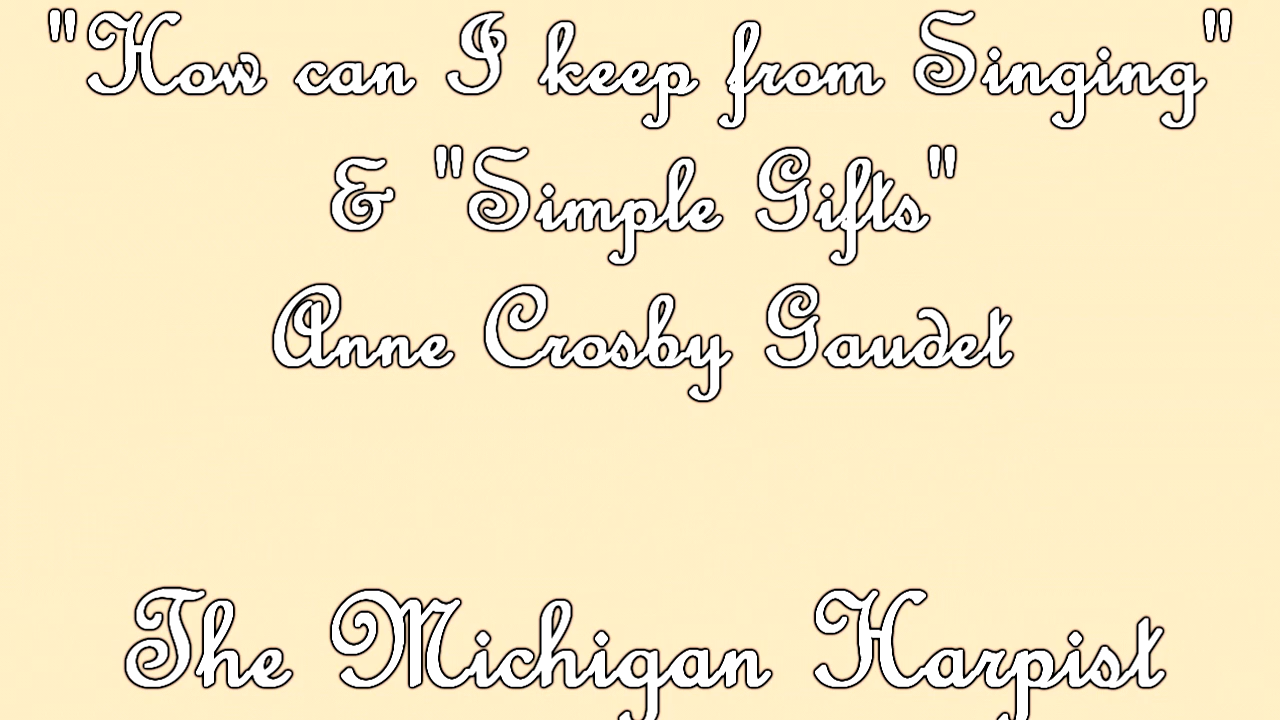 "How can I keep from Singing"
& "Simple Gifts"
Anne Crosby Gaudet
The Michigan Harpist